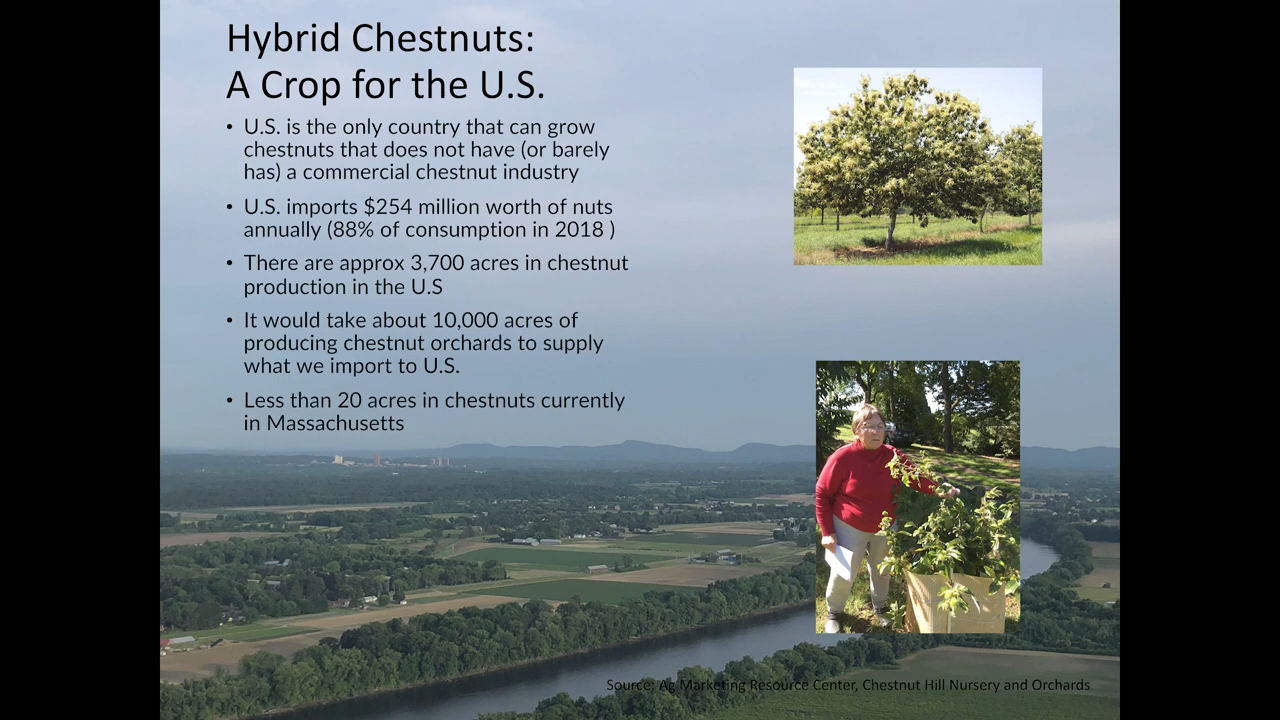 Hybrid Chestnuts:
A Crop for the U.S.
• U.S. is the only country that can grow
chestnuts that does not have (or barely
has) a commercial chestnut industry
• U.S. imports $254 million worth of nuts
annually (88% of consumption in 2018 )
• There are approx 3,700 acres in chestnut
production in the U.S
• It would take about 10,000 acres of
producing chestnut orchards to supply
what we import to U.S.
• Less than 20 acres in chestnuts currently
in Massachusetts
Source: Ag Marketing Resource Center, Chestnut Hill Nursery and Orchards